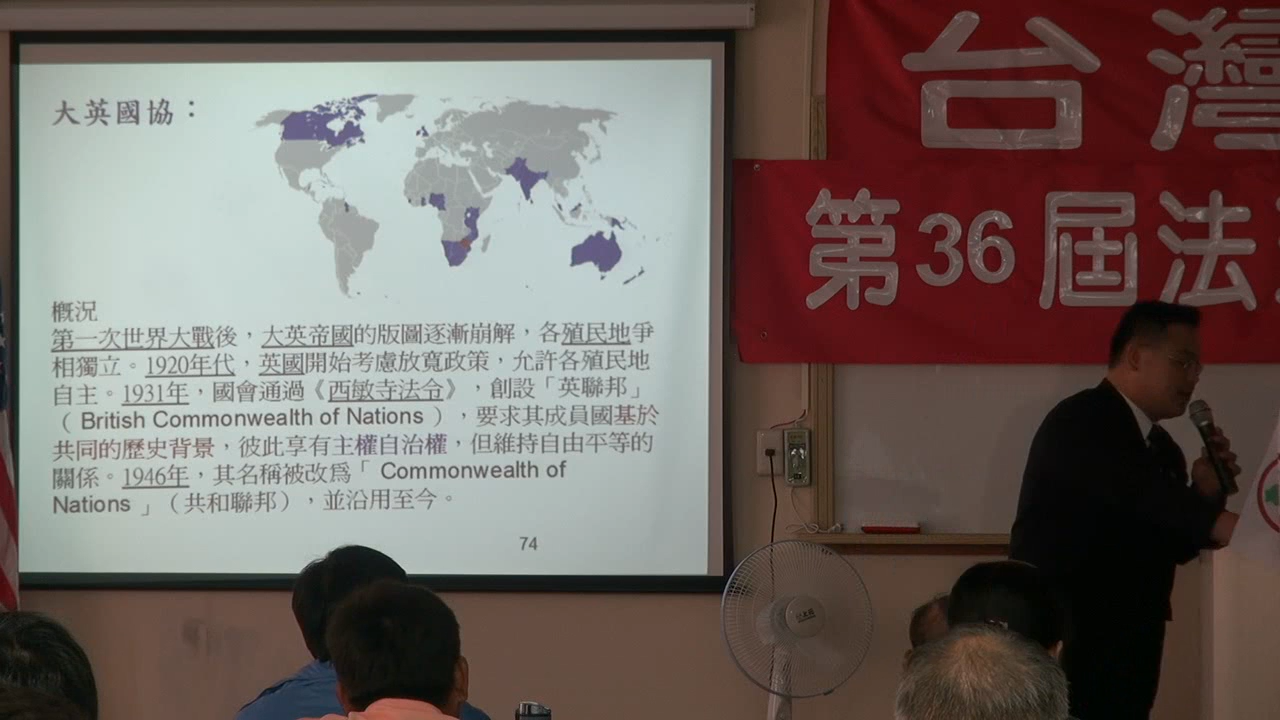 大英國協：
概況
第一次世界大戰後，大英帝國的版圖逐漸崩解，各殖民地爭
相獨立。1920年代，英國開始考慮放寬政策，允許各殖民地
自主。1931年，國會通過《西敏寺法令》，創設「英聯邦」
（ British Commonwealth of Nations ），要求其成員國基於
共同的歷史背景，彼此享有主權自治權，但維持自由平等的
關係。1946年，其名稱被改為「 Commonwealth of
Nations 」（共和聯邦），並沿用至今。
74
台灣
第36屆法